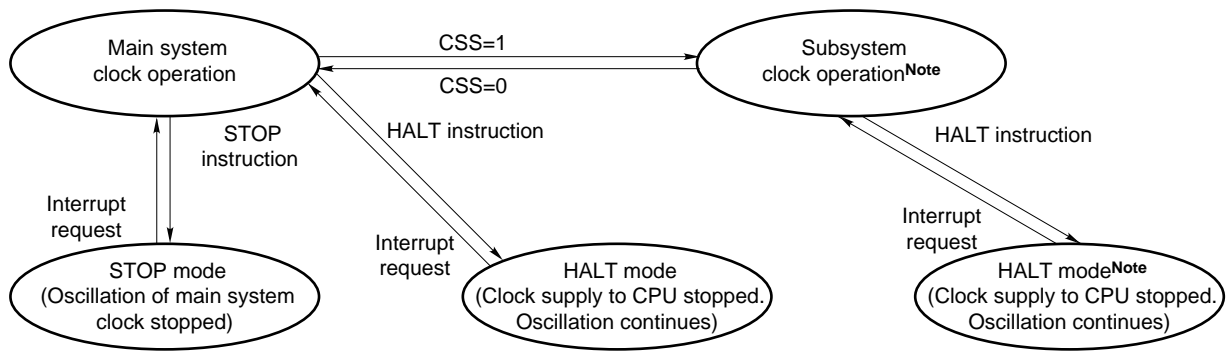 Main system
clock operation
CSS=1
CSS=0
Subsystem
clock operationNote
STOP
instruction
HALT instruction
HALT instruction
Interrupt
request
Interrupt
request
Interrupt
request
STOP mode
(Oscillation of main system
clock stopped)
HALT mode
(Clock supply to CPU stopped.
Oscillation continues)
HALT modeNote
(Clock supply to CPU stopped.
Oscillation continues)